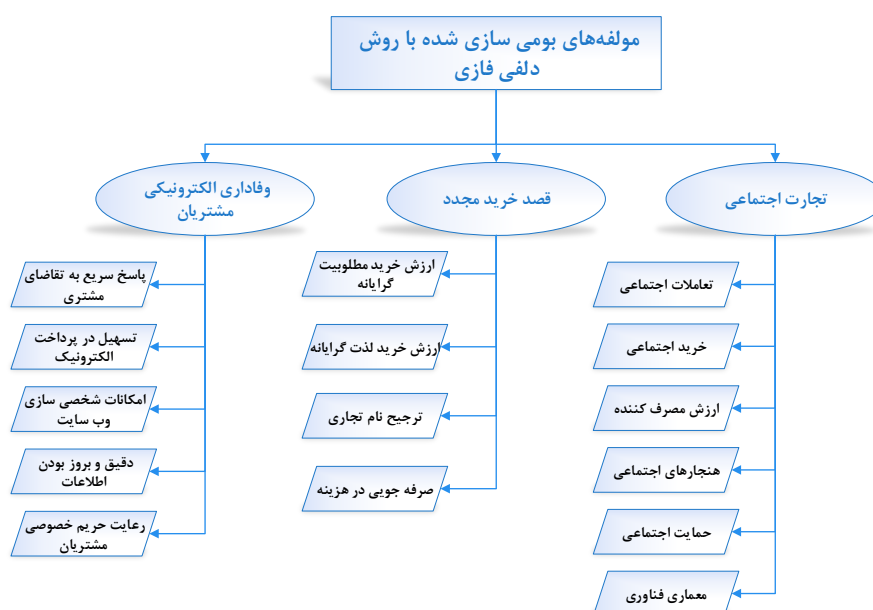 مولفه‌های بومی سازی شده با روش
دلفی فازی
تجارت اجتماعی
قصد خرید مجدد
وفاداری الکترونیکی
مشتریان
تعاملات اجتماعی
خرید اجتماعی
ارزش مصرف کننده
هنجارهای اجتماعی
حمایت اجتماعی
معماری فناوری
ارزش خرید مطلوبیت
گرایانه
ارزش خرید لذت گرایانه
ترجیح نام تجاری
صرفه جویی در هزینه
پاسخ سریع به تقاضای
مشتری
تسهیل در پرداخت
الکترونیک
امکانات شخصی سازی
وب سایت
دقیق و بروز بودن
اطلاعات
رعایت حریم خصوصی
مشتریان